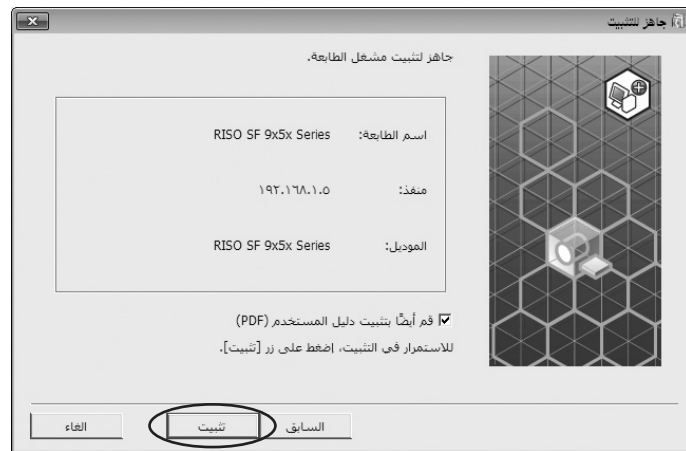 جاهز للتثبيت
جاهز لتثبيت مشغل الطابعة.
اسم الطابعة: RISO SF 9x5x Series
منفذ: ١٩٢.١٦٨.١.٥
الموديل: RISO SF 9x5x Series
قم أيضًا بتثبيت دليل المستخدم (PDF)
للاستمرار في التثبيت، إضغط على زر [تثبيت].
السابق تثبيت الغاء